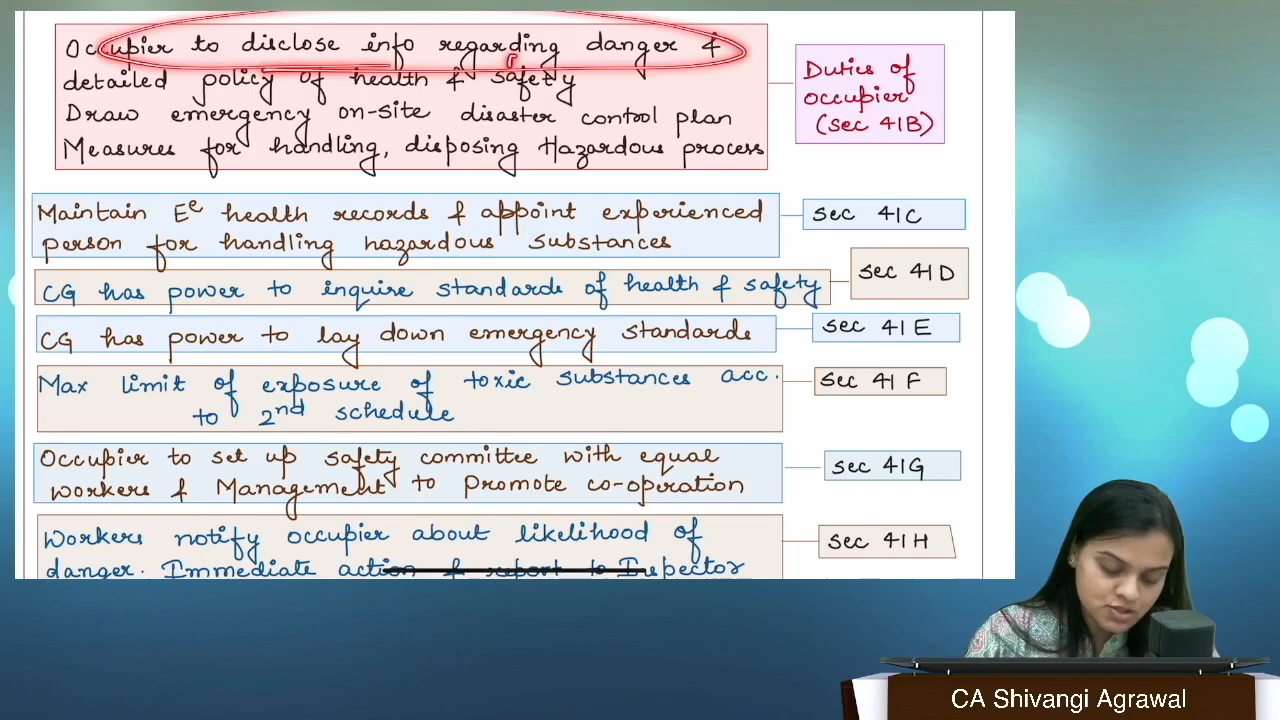 Occupier to disclose info regarding danger &
detailed policy of health & safety
Draw emergency on-site disaster control plan
Measures for handling, disposing Hazardous process
Duties of
occupier
(sec 41B)
Maintain Ee health records & appoint experienced
person for handling hazardous substances
sec 41C
CG has power to inquire standards of health & safety
sec 41D
CG has power to lay down emergency standards
sec 41E
Max limit of exposure of toxic substances acc.
to 2nd schedule
sec 41F
Occupier to set up safety committee with equal
workers & Management to promote co-operation
sec 41G
Workers notify occupier about likelihood of
danger. Immediate action & report to Inspector
sec 41H
CA Shivangi Agrawal